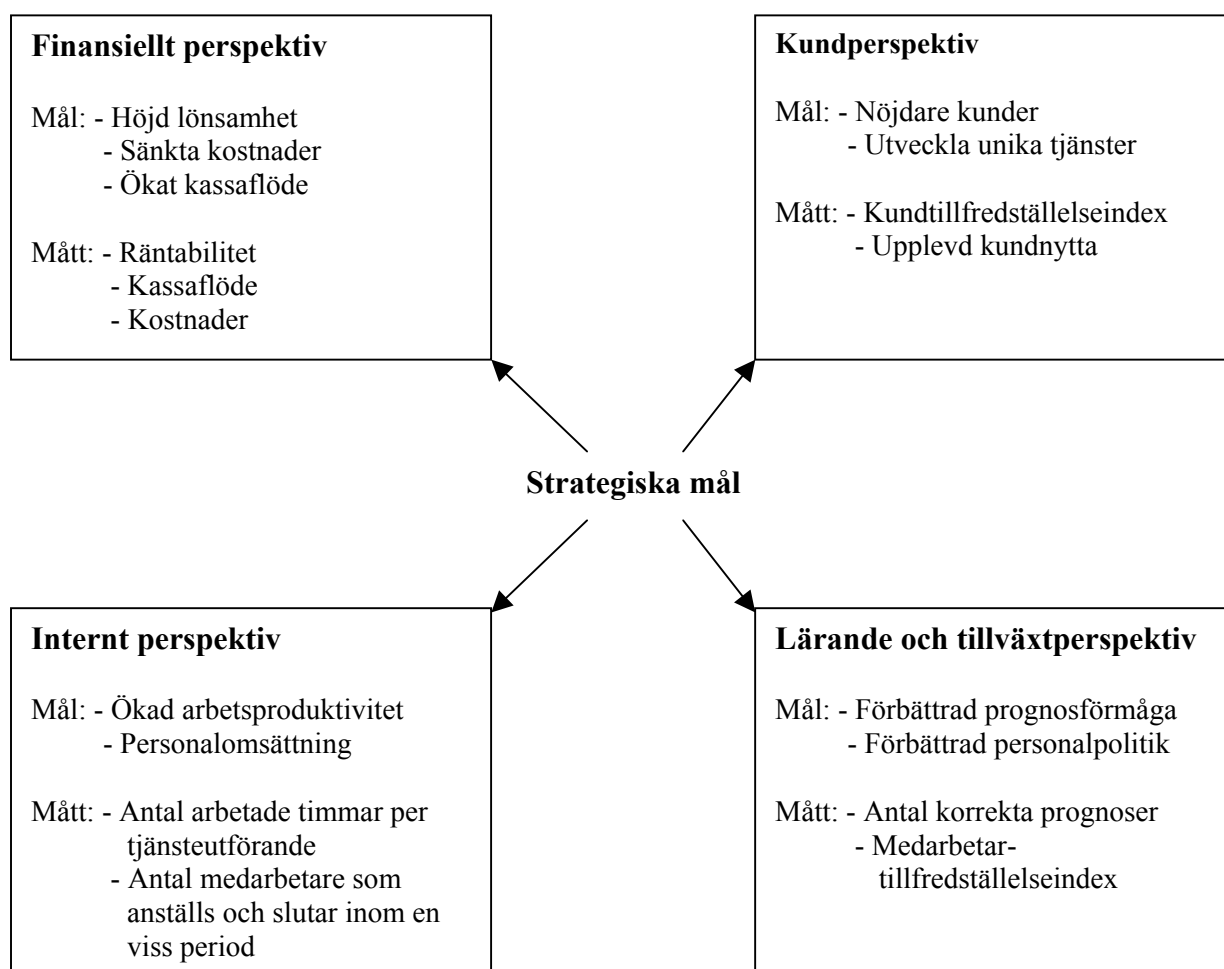 Finansiellt perspektiv
Mål: - Höjd lönsamhet
- Sänkta kostnader
- Ökat kassaflöde
Mått: - Räntabilitet
- Kassaflöde
- Kostnader
Kundperspektiv
Mål: - Nöjdare kunder
- Utveckla unika tjänster
Mått: - Kundtillfredställelseindex
- Upplevd kundnytta
Strategiska mål
Internt perspektiv
Mål: - Ökad arbetsproduktivitet
- Personalomsättning
Mått: - Antal arbetade timmar per
tjänsteutförande
- Antal medarbetare som
anställs och slutar inom en
viss period
Lärande och tillväxtperspektiv
Mål: - Förbättrad prognosförmåga
- Förbättrad personalpolitik
Mått: - Antal korrekta prognoser
- Medarbetar-
tillfredställelseindex